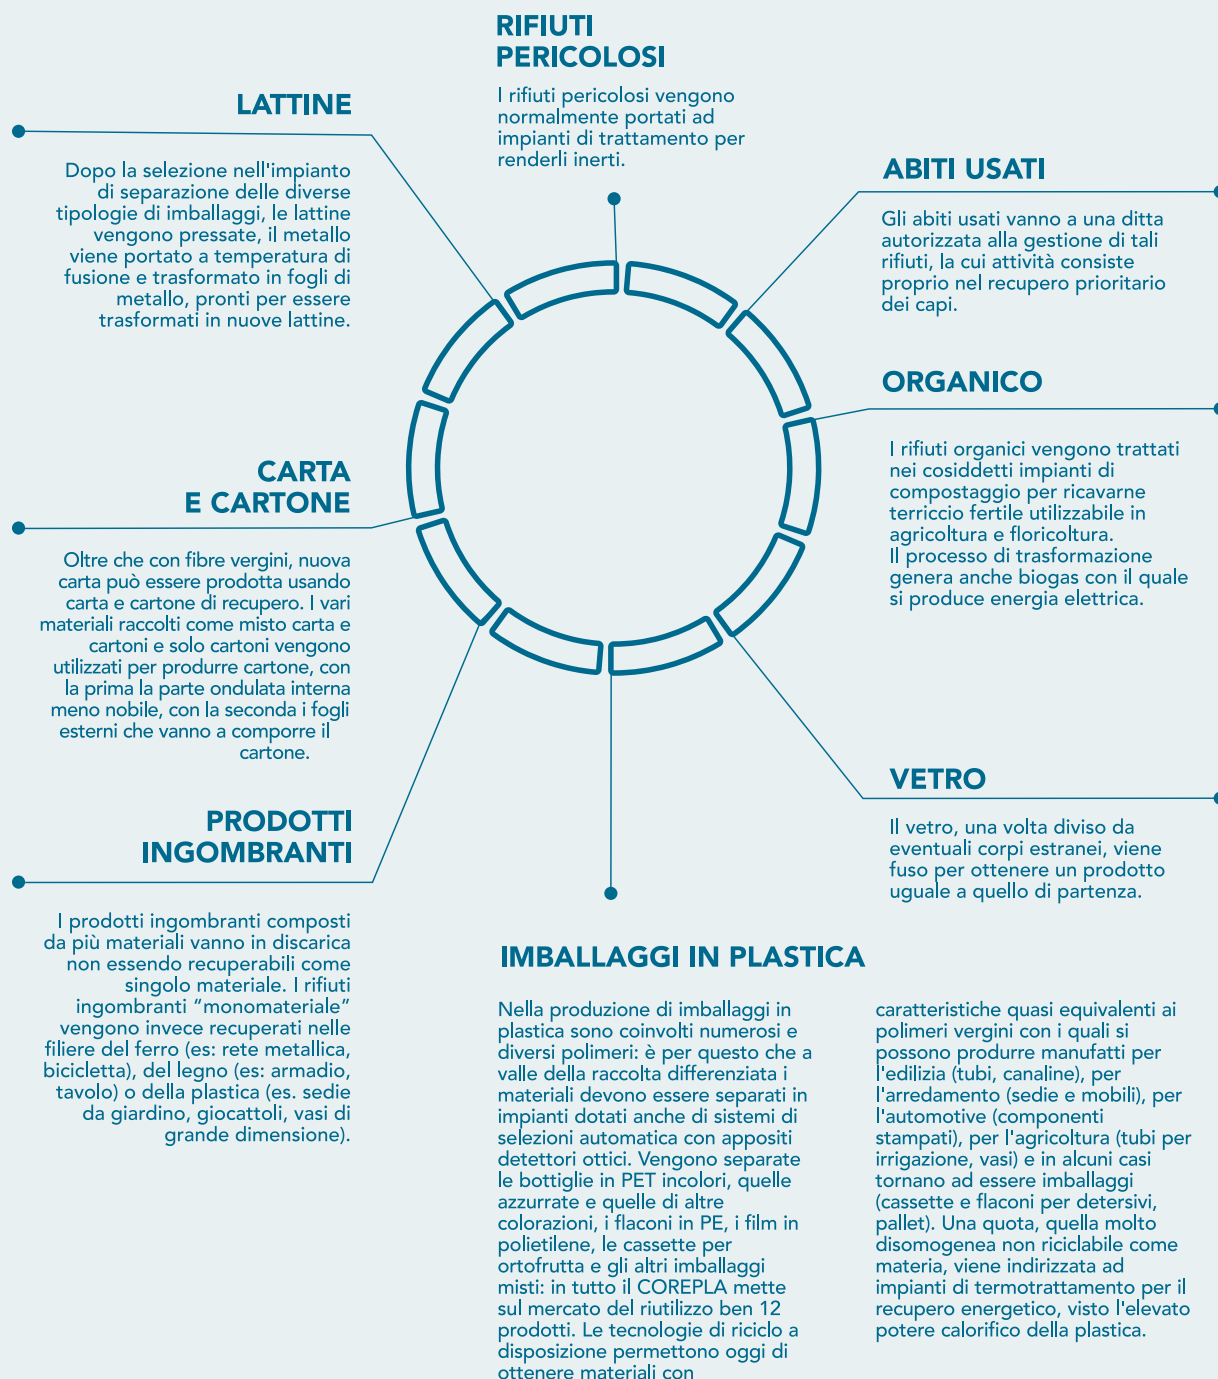 RIFIUTI
PERICOLOSI
I rifiuti pericolosi vengono
normalmente portati ad
impianti di trattamento per
renderli inerti.
LATTINE
Dopo la selezione nell'impianto
di separazione delle diverse
tipologie di imballaggi, le lattine
vengono pressate, il metallo
viene portato a temperatura di
fusione e trasformato in fogli di
metallo, pronti per essere
trasformati in nuove lattine.
ABITI USATI
Gli abiti usati vanno a una ditta
autorizzata alla gestione di tali
rifiuti, la cui attività consiste
proprio nel recupero prioritario
dei capi.
ORGANICO
I rifiuti organici vengono trattati
nei cosiddetti impianti di
compostaggio per ricavarne
terriccio fertile utilizzabile in
agricoltura e floricoltura.
Il processo di trasformazione
genera anche biogas con il quale
si produce energia elettrica.
CARTA
E CARTONE
Oltre che con fibre vergini, nuova
carta può essere prodotta usando
carta e cartone di recupero. I vari
materiali raccolti come misto carta e
cartoni e solo cartoni vengono
utilizzati per produrre cartone, con
la prima la parte ondulata interna
meno nobile, con la seconda i fogli
esterni che vanno a comporre il
cartone.
VETRO
Il vetro, una volta diviso da
eventuali corpi estranei, viene
fuso per ottenere un prodotto
uguale a quello di partenza.
PRODOTTI
INGOMBRANTI
I prodotti ingombranti composti
da più materiali vanno in discarica
non essendo recuperabili come
singolo materiale. I rifiuti
ingombranti “monomateriale”
vengono invece recuperati nelle
filiere del ferro (es: rete metallica,
bicicletta), del legno (es: armadio,
tavolo) o della plastica (es. sedie
da giardino, giocattoli, vasi di
grande dimensione).
IMBALLAGGI IN PLASTICA
Nella produzione di imballaggi in
plastica sono coinvolti numerosi e
diversi polimeri: è per questo che a
valle della raccolta differenziata i
materiali devono essere separati in
impianti dotati anche di sistemi di
selezioni automatica con appositi
detettori ottici. Vengono separate
le bottiglie in PET incolori, quelle
azzurrate e quelle di altre
colorazioni, i flaconi in PE, i film in
polietilene, le cassette per
ortofrutta e gli altri imballaggi
misti: in tutto il COREPLA mette
sul mercato del riutilizzo ben 12
prodotti. Le tecnologie di riciclo a
disposizione permettono oggi di
ottenere materiali con
caratteristiche quasi equivalenti ai
polimeri vergini con i quali si
possono produrre manufatti per
l'edilizia (tubi, canaline), per
l'arredamento (sedie e mobili), per
l'automotive (componenti
stampati), per l'agricoltura (tubi per
irrigazione, vasi) e in alcuni casi
tornano ad essere imballaggi
(cassette e flaconi per detersivi,
pallet). Una quota, quella molto
disomogenea non riciclabile come
materia, viene indirizzata ad
impianti di termotrattamento per il
recupero energetico, visto l'elevato
potere calorifico della plastica.